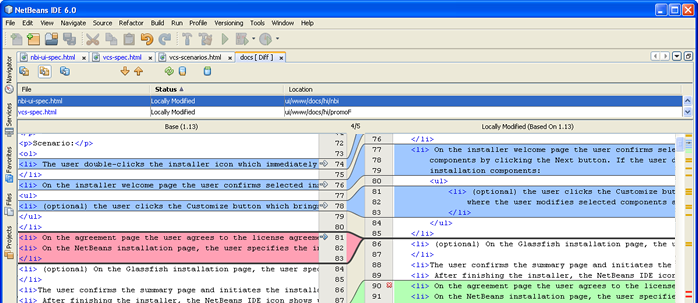 NetBeans IDE 6.0
File Edit View Navigate Source Refactor Build Run Profile Versioning Tools Window Help
nbi-ui-spec.html vcs-spec.html vcs-scenarios.html docs [ Diff ]
Navigator
Services
Favorites
Files
Projects
File Status Location
nbi-ui-spec.html Locally Modified ui/www/docs/hi/nbi
vcs-spec.html Locally Modified ui/www/docs/hi/promoF
Base (1.13) 4/5 Locally Modified (Based On 1.13)
72
<p>Scenario:</p> 73
<ol>
<li> The user double-clicks the installer icon which immediately 74
</li> 75
<li> On the installer welcome page the user confirms selected in 76
<ul> 77
<li> (optional) the user clicks the Customize button which bring 78
</ul> 79
</li> 80
<li> On the agreement page the user agrees to the license agreem 81
<li> On the NetBeans installation page, the user specifies the i 82
</li> 83
<li> (optional) On the Glassfish installation page, the user spe 84
</li> 85
<li> The user confirms the summary page and initiates the instal 86
<li> After finishing the installer, the NetBeans IDE icon shows 87
76 </li>
77 <li> On the installer welcome page the user confirms sele
78 components by clicking the Next button. If the user d
79 installation components:
80 <ul>
81 <li> (optional) the user clicks the Customize but
82 where the user modifies selected components a
83 </li>
84 </ul>
85 </li>
86 <li> (optional) On the Glassfish installation page, the u
87 </li>
88 <li> The user confirms the summary page and initiates the
89 <li> After finishing the installer, the NetBeans IDE icon
90 <li> On the agreement page the user agrees to the license
91 <li> On the NetBeans installation page, the user specifie